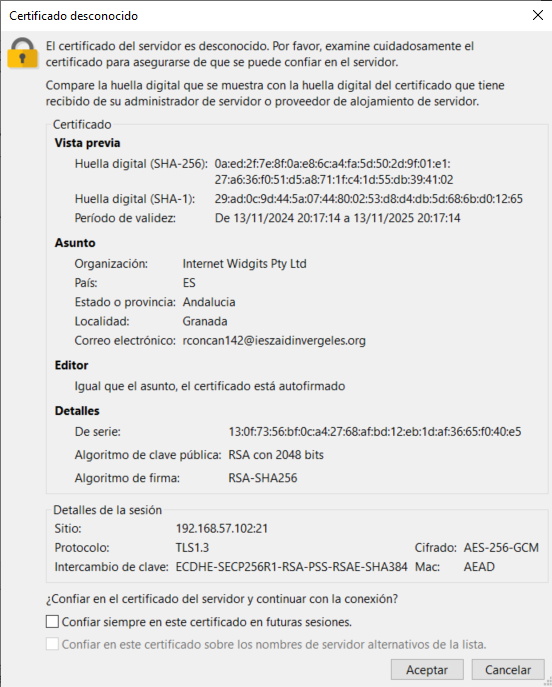 Certificado desconocido
El certificado del servidor es desconocido. Por favor, examine cuidadosamente el
certificado para asegurarse de que se puede confiar en el servidor.
Compare la huella digital que se muestra con la huella digital del certificado que tiene
recibido de su administrador de servidor o proveedor de alojamiento de servidor.
Certificado
Vista previa
Huella digital (SHA-256): 0a:ed:2f:7e:8f:0a:e8:6c:a4:fa:5d:50:2d:9f:01:e1:
27:a6:36:f0:51:d5:a8:71:1f:c4:1d:55:db:39:41:02
Huella digital (SHA-1): 29:ad:0c:9d:44:5a:07:44:80:02:53:d8:d4:db:5d:68:6b:d0:12:65
Período de validez: De 13/11/2024 20:17:14 a 13/11/2025 20:17:14
Asunto
Organización: Internet Widgits Pty Ltd
País: ES
Estado o provincia: Andalucia
Localidad: Granada
Correo electrónico: rconcan142@ieszaidinvergeles.org
Editor
Igual que el asunto, el certificado está autofirmado
Detalles
De serie: 13:0f:73:56:bf:0c:a4:27:68:af:bd:12:eb:1d:af:36:65:f0:40:e5
Algoritmo de clave pública: RSA con 2048 bits
Algoritmo de firma: RSA-SHA256
Detalles de la sesión
Sitio: 192.168.57.102:21
Protocolo: TLS1.3 Cifrado: AES-256-GCM
Intercambio de clave: ECDHE-SECP256R1-RSA-PSS-RSAE-SHA384 Mac: AEAD
¿Confiar en el certificado del servidor y continuar con la conexión?
Confiar siempre en este certificado en futuras sesiones.
Confiar en este certificado sobre los nombres de servidor alternativos de la lista.
Aceptar Cancelar